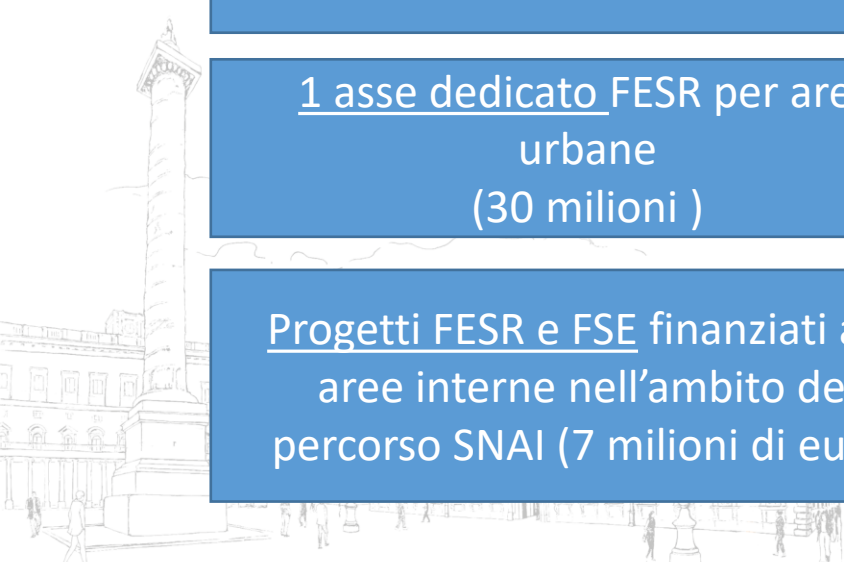 1 asse dedicato FESR per are
urbane
(30 milioni )
Progetti FESR e FSE finanziati a
aree interne nell'ambito de
percorso SNAI (7 milioni di eu